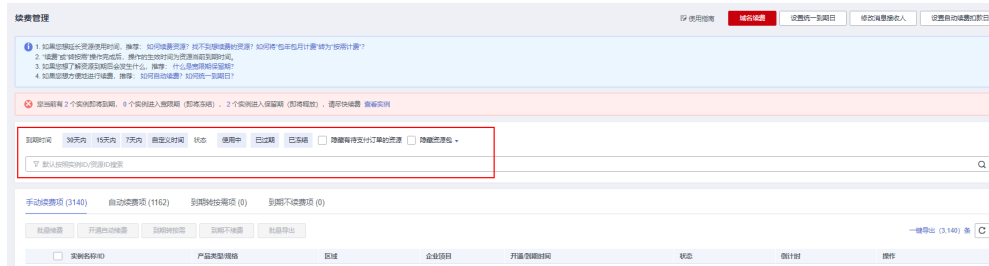 续费管理
使用指南
域名续费
设置统一到期日
修改消息接收人
设置自动续费扣款日
1. 如果您想延长资源使用时间，推荐： 如何续费资源？ 找不到想续费的资源？ 如何将“包年包月计费”转为“按需计费”？
2. “续费”或“转按需”操作完成后，操作的生效时间为资源当前到期时间。
3. 如果您想了解资源到期后会发生什么，推荐： 什么是宽限期保留期？
4. 如果您想方便地进行续费，推荐： 如何自动续费？ 如何统一到期日？
您当前有 2 个实例即将到期， 0 个实例进入宽限期（即将冻结）， 2 个实例进入保留期（即将释放），请尽快续费 查看实例
到期时间 30天内 15天内 7天内 自定义时间 状态 使用中 已过期 已冻结 隐藏有待支付订单的资源 隐藏资源包
默认按照实例ID/资源ID搜索
手动续费项 (3140) 自动续费项 (1162) 到期转按需项 (0) 到期不续费项 (0)
批量续费 开通自动续费 到期转按需 到期不续费 批量导出 一键导出 (3,140) 条
实例名称/ID 产品类型/规格 区域 企业项目 开通/到期时间 状态 倒计时 操作